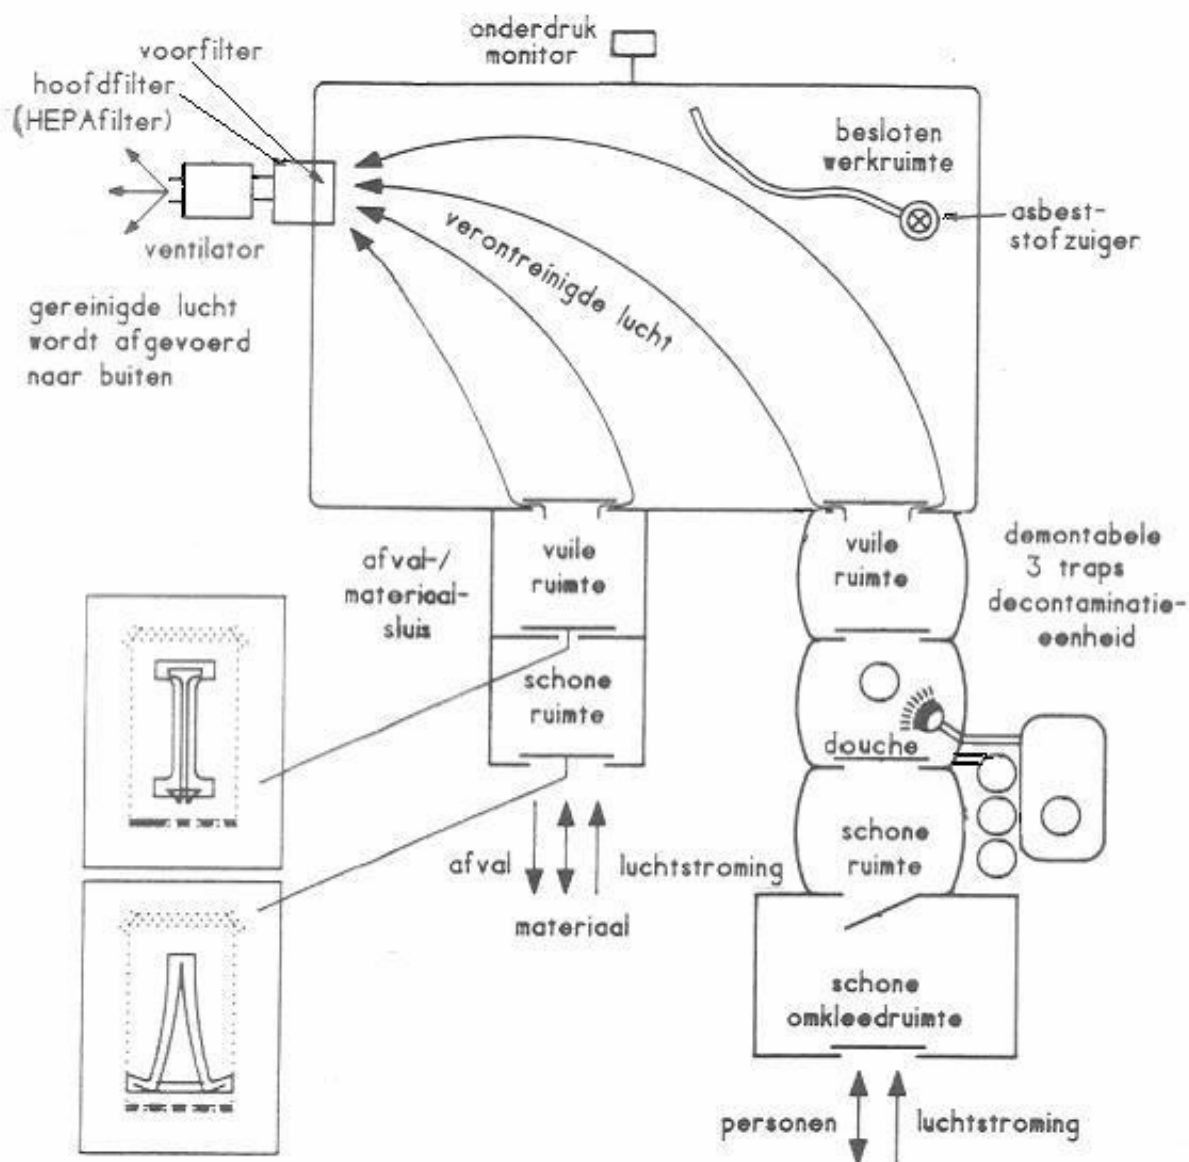 onderdruk
monitor
voorfilter
hoofdfilter
(HEPAfilter)
ventilator
gereinigde lucht
wordt afgevoerd
naar buiten
verontreinigde lucht
besloten
werkruimte
asbest-
stofzuiger
afval-/
materiaal-
sluis
vuile
ruimte
schone
ruimte
afval
luchtstroming
materiaal
vuile
ruimte
demontabele
3 traps
decontaminatie-
eenheid
douche
schone
ruimte
schone
omkleedruimte
personen
luchtstroming